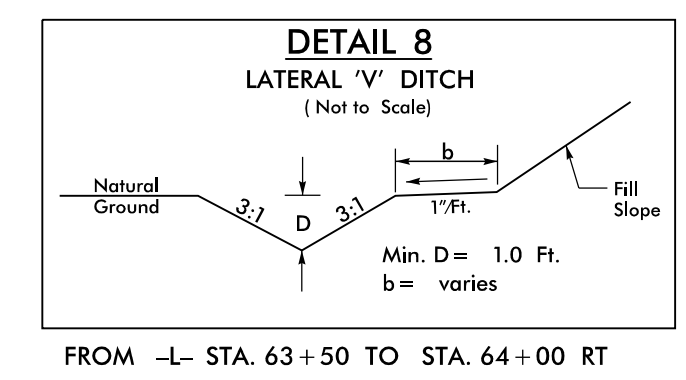 DETAIL 8
LATERAL 'V' DITCH
( Not to Scale)
b
Natural
Ground
3:1
D
3:1
1"/Ft.
Fill
Slope
Min. D = 1.0 Ft.
b = varies
FROM -L- STA. 63+50 TO STA. 64+00 RT